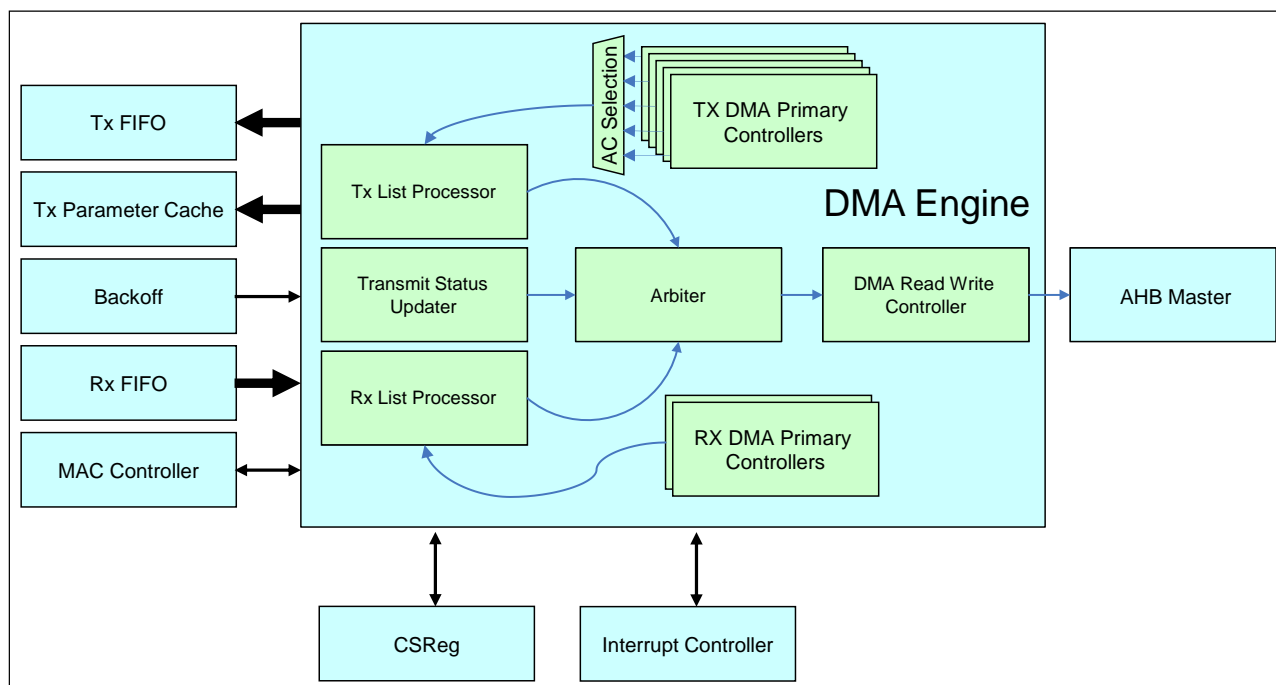 AC Selection
TX DMA Primary
Controllers
Tx FIFO
Tx List Processor
Tx Parameter Cache
DMA Engine
Backoff
Transmit Status
Updater
Arbiter
DMA Read Write
Controller
AHB Master
Rx FIFO
Rx List Processor
MAC Controller
RX DMA Primary
Controllers
CSReg
Interrupt Controller